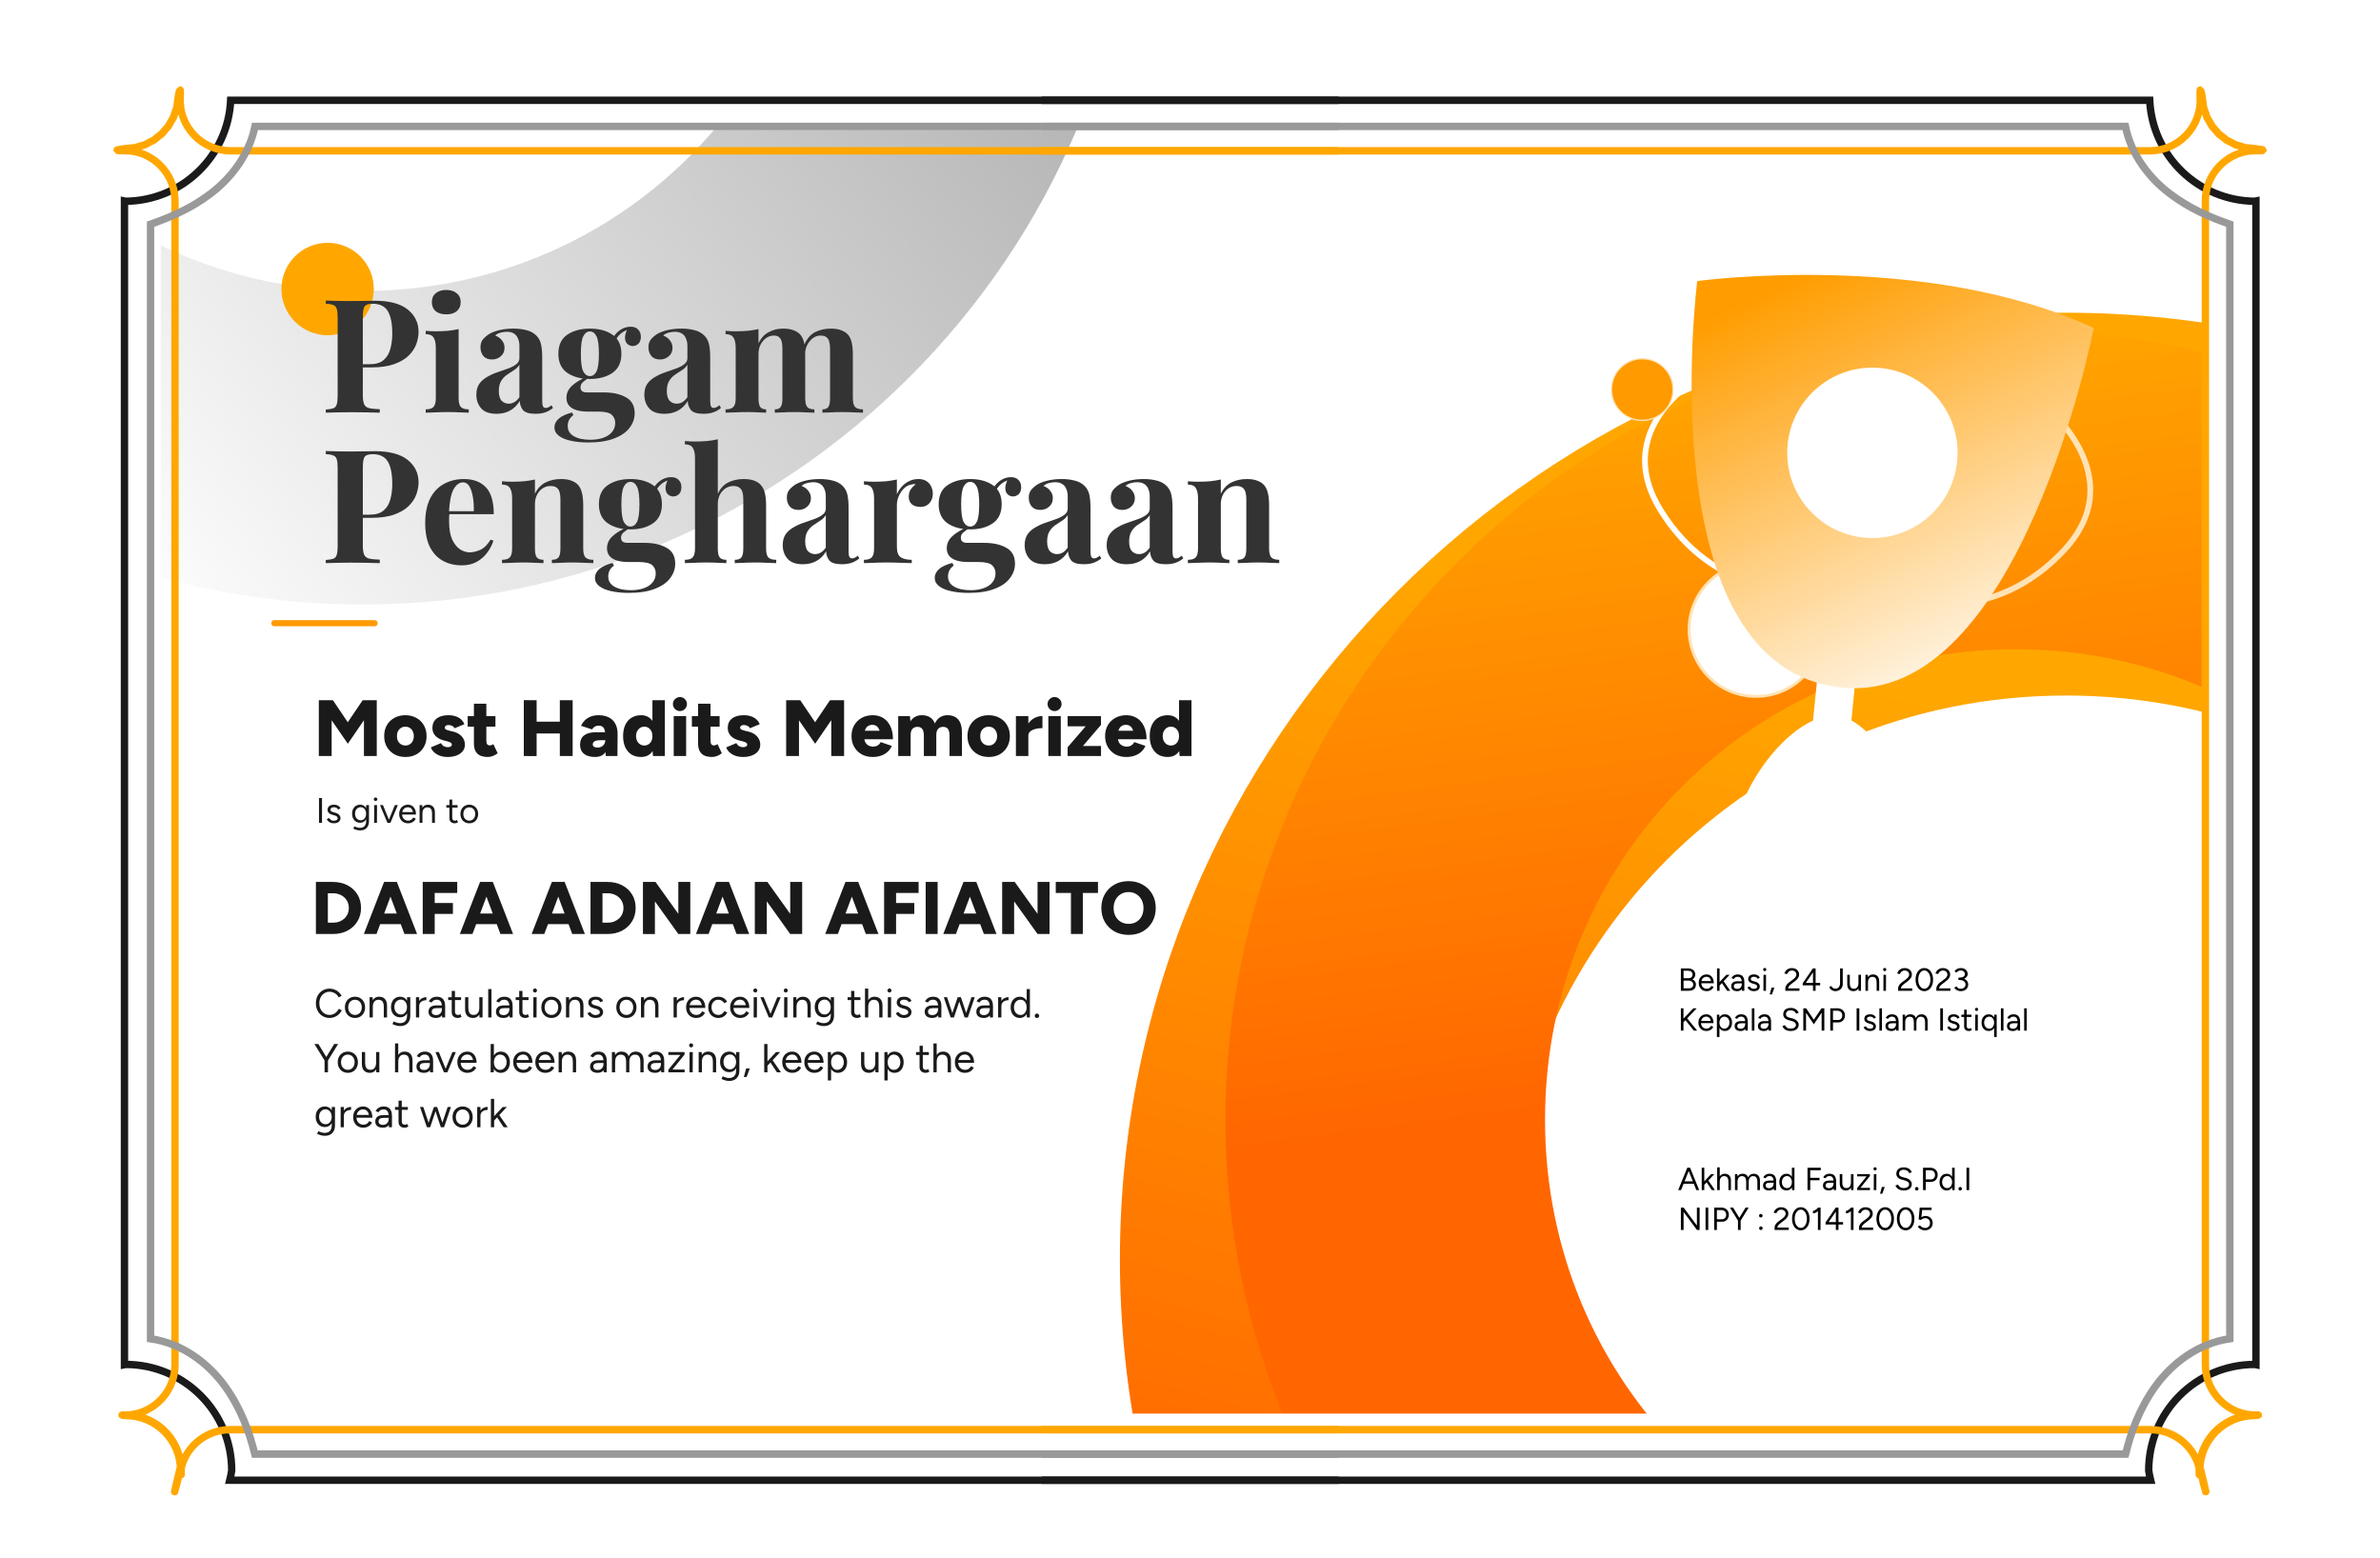 Piagam
Penghargaan
Most Hadits Memorized
Is given to
DAFA ADNAN AFIANTO
Congratulations on receiving this award.
You have been amazing, keep up the
great work
Bekasi, 24 Juni 2023
Kepala SMP Islam Istiqlal
Akhmad Fauzi, S.Pd.I
NIPY : 201412005